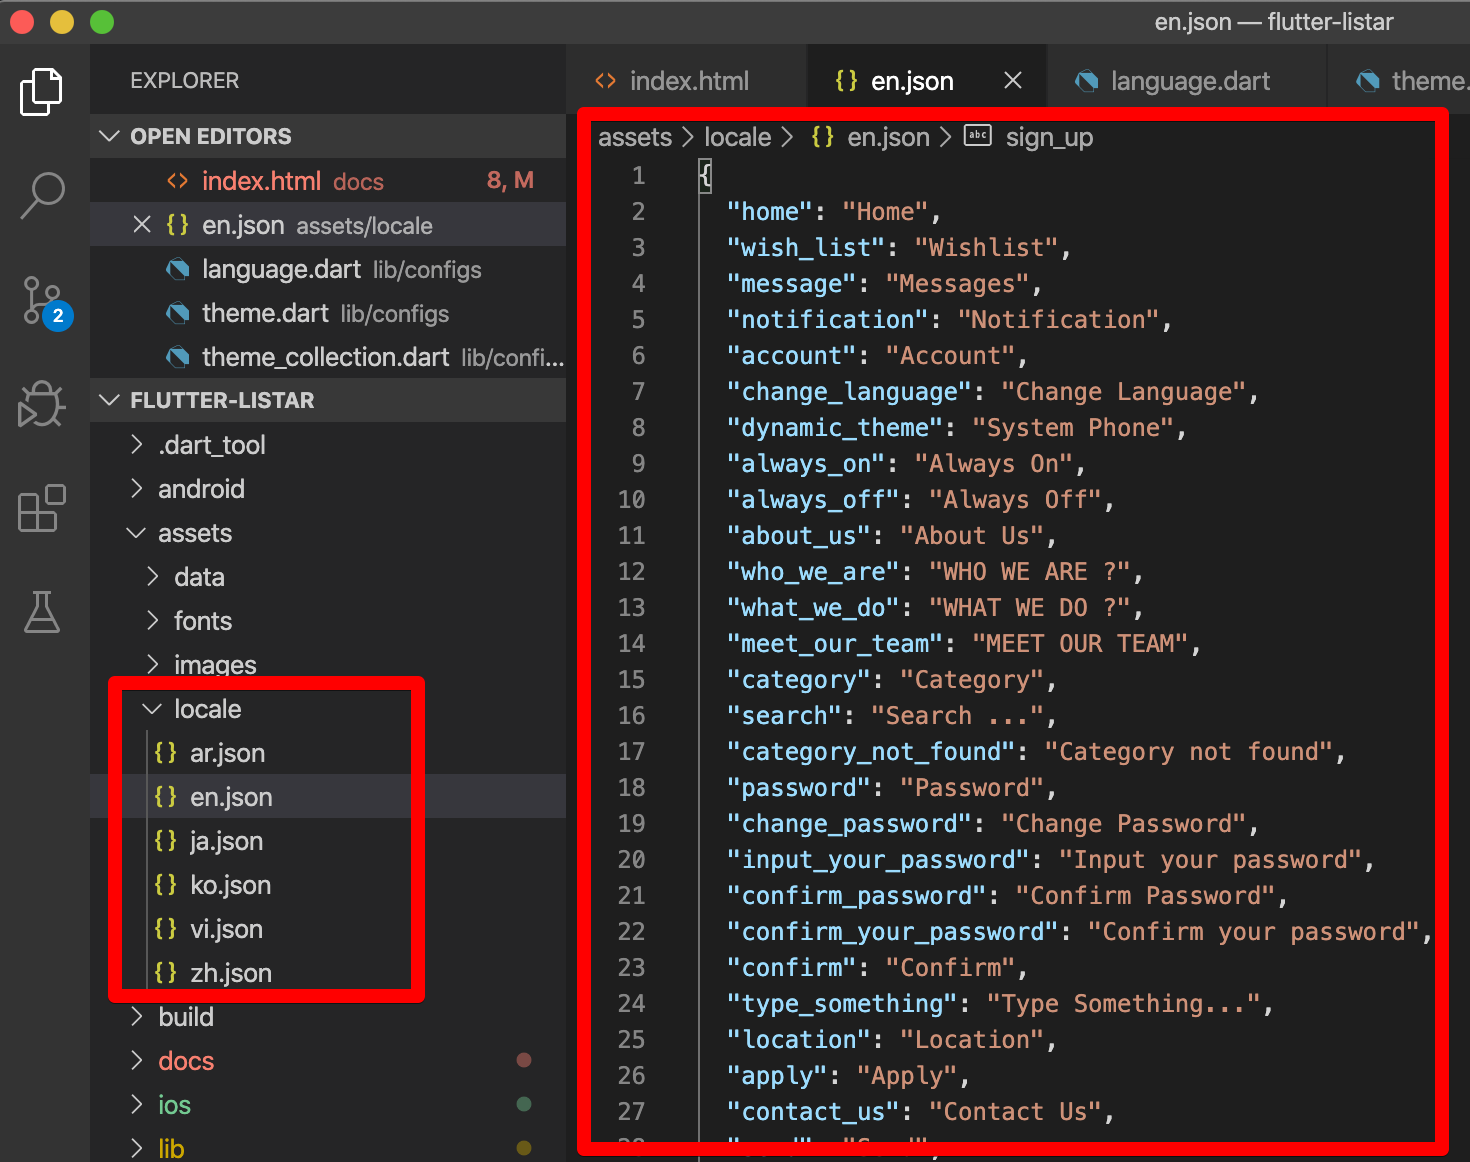 en.json — flutter-listar
EXPLORER
OPEN EDITORS
index.html docs 8, M
en.json assets/locale
language.dart lib/configs
theme.dart lib/configs
theme_collection.dart lib/confi...
2
FLUTTER-LISTAR
.dart_tool
android
assets
data
fonts
images
locale
ar.json
en.json
ja.json
ko.json
vi.json
zh.json
build
docs
ios
lib
index.html
en.json
language.dart
theme.
assets > locale > {} en.json > abc sign_up
1 {
2 "home": "Home",
3 "wish_list": "Wishlist",
4 "message": "Messages",
5 "notification": "Notification",
6 "account": "Account",
7 "change_language": "Change Language",
8 "dynamic_theme": "System Phone",
9 "always_on": "Always On",
10 "always_off": "Always Off",
11 "about_us": "About Us",
12 "who_we_are": "WHO WE ARE ?",
13 "what_we_do": "WHAT WE DO ?",
14 "meet_our_team": "MEET OUR TEAM",
15 "category": "Category",
16 "search": "Search ...",
17 "category_not_found": "Category not found",
18 "password": "Password",
19 "change_password": "Change Password",
20 "input_your_password": "Input your password",
21 "confirm_password": "Confirm Password",
22 "confirm_your_password": "Confirm your password",
23 "confirm": "Confirm",
24 "type_something": "Type Something...",
25 "location": "Location",
26 "apply": "Apply",
27 "contact_us": "Contact Us",